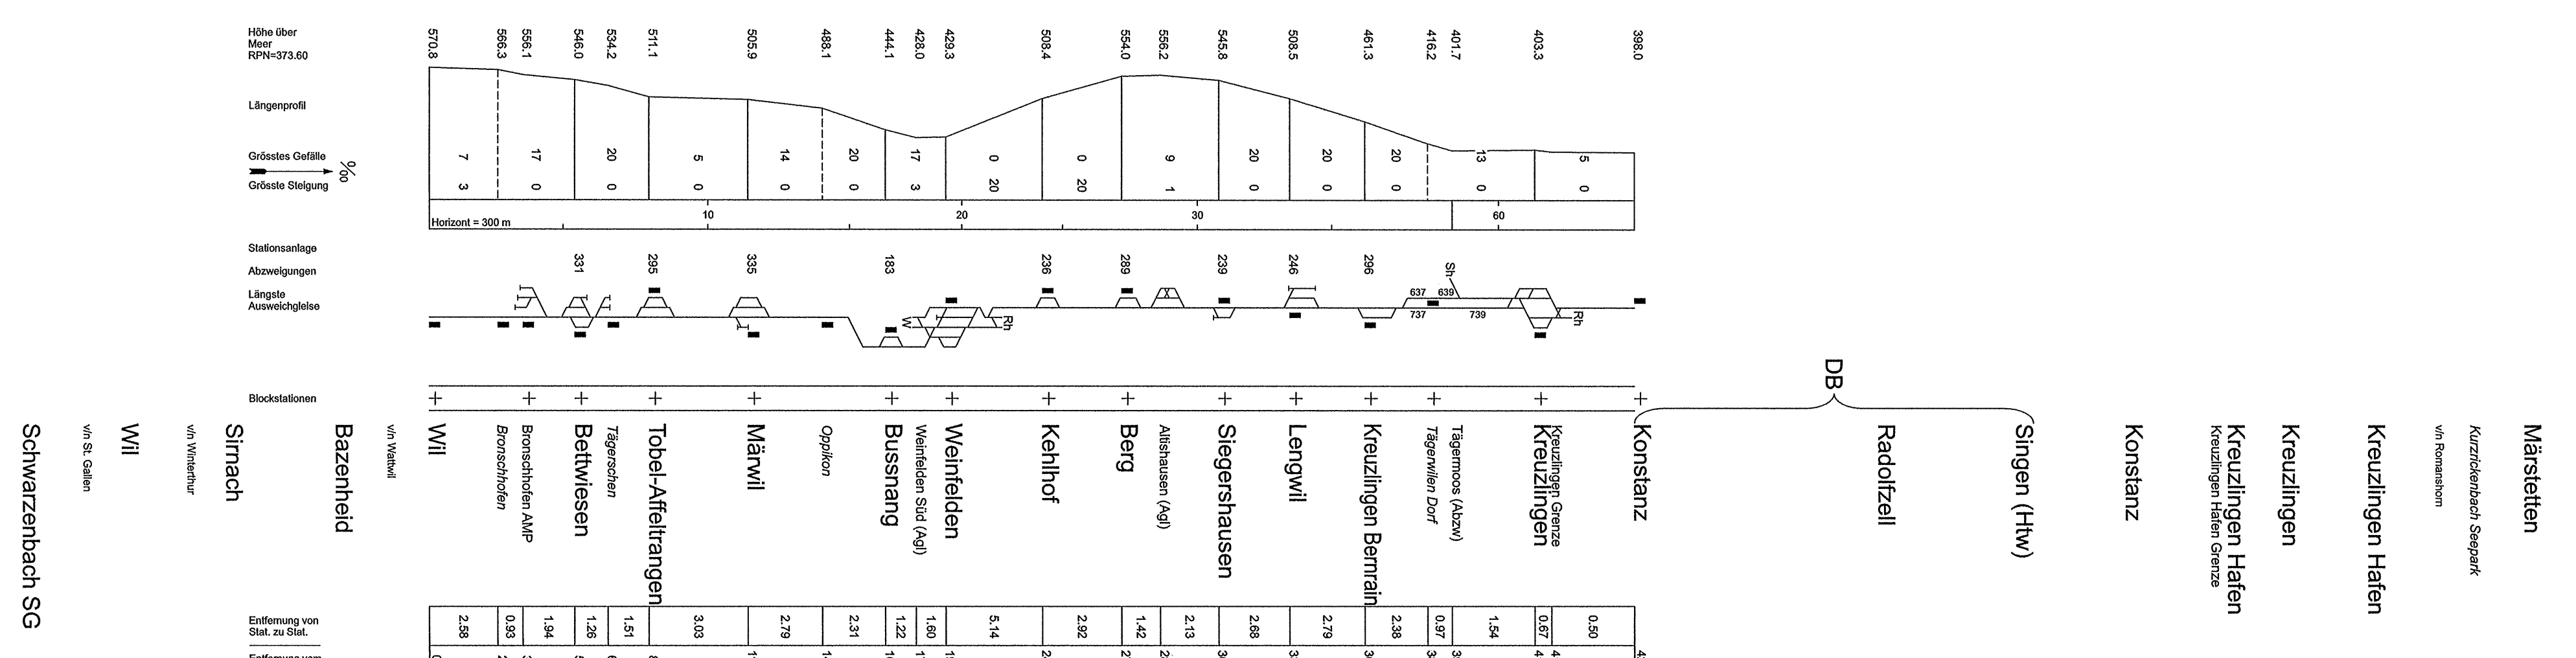 Höhe über
Meer
RPN=373.60
570.8
566.3
556.1
546.0
534.2
511.1
505.9
488.1
444.1
428.0
429.3
508.4
554.0
556.2
545.8
508.5
461.3
416.2
401.7
403.3
398.0
Längenprofil
Grösstes Gefälle
‰
Grösste Steigung
7
17
20
5
14
20
17
0
0
9
20
20
20
13
5
3
0
0
0
0
0
3
20
20
1
0
0
0
0
0
Horizont = 300 m
10
20
30
60
Stationsanlage
Abzweigungen
Längste
Ausweichgleise
331
295
335
183
236
289
239
246
296
Sh
637
639
737
739
W
Rh
Rh
DB
Blockstationen
Schwarzenbach SG
v/n St. Gallen
Wil
v/n Winterthur
Sirnach
Bazenheid
v/n Wattwil
Wil
Bronschhofen
Bronschhofen AMP
Bettwiesen
Tägerschen
Tobel-Affeltrangen
Märwil
Oppikon
Bussnang
Weinfelden Süd (Agl)
Weinfelden
Kehlhof
Berg
Altishausen (Agl)
Siegershausen
Lengwil
Kreuzlingen Bernrain
Tägerwilen Dorf
Tägermoos (Abzw)
Kreuzlingen
Kreuzlingen Grenze
Konstanz
Radolfzell
Singen (Htw)
Konstanz
Kreuzlingen Hafen Grenze
Kreuzlingen Hafen
Kreuzlingen
Kreuzlingen Hafen
v/n Romanshorn
Kurzrickenbach Seepark
Märstetten
Entfernung von
Stat. zu Stat.
2.58
0.93
1.94
1.26
1.51
3.03
2.79
2.31
1.22
1.60
5.14
2.92
1.42
2.13
2.68
2.79
2.38
0.97
1.54
0.67
0.50